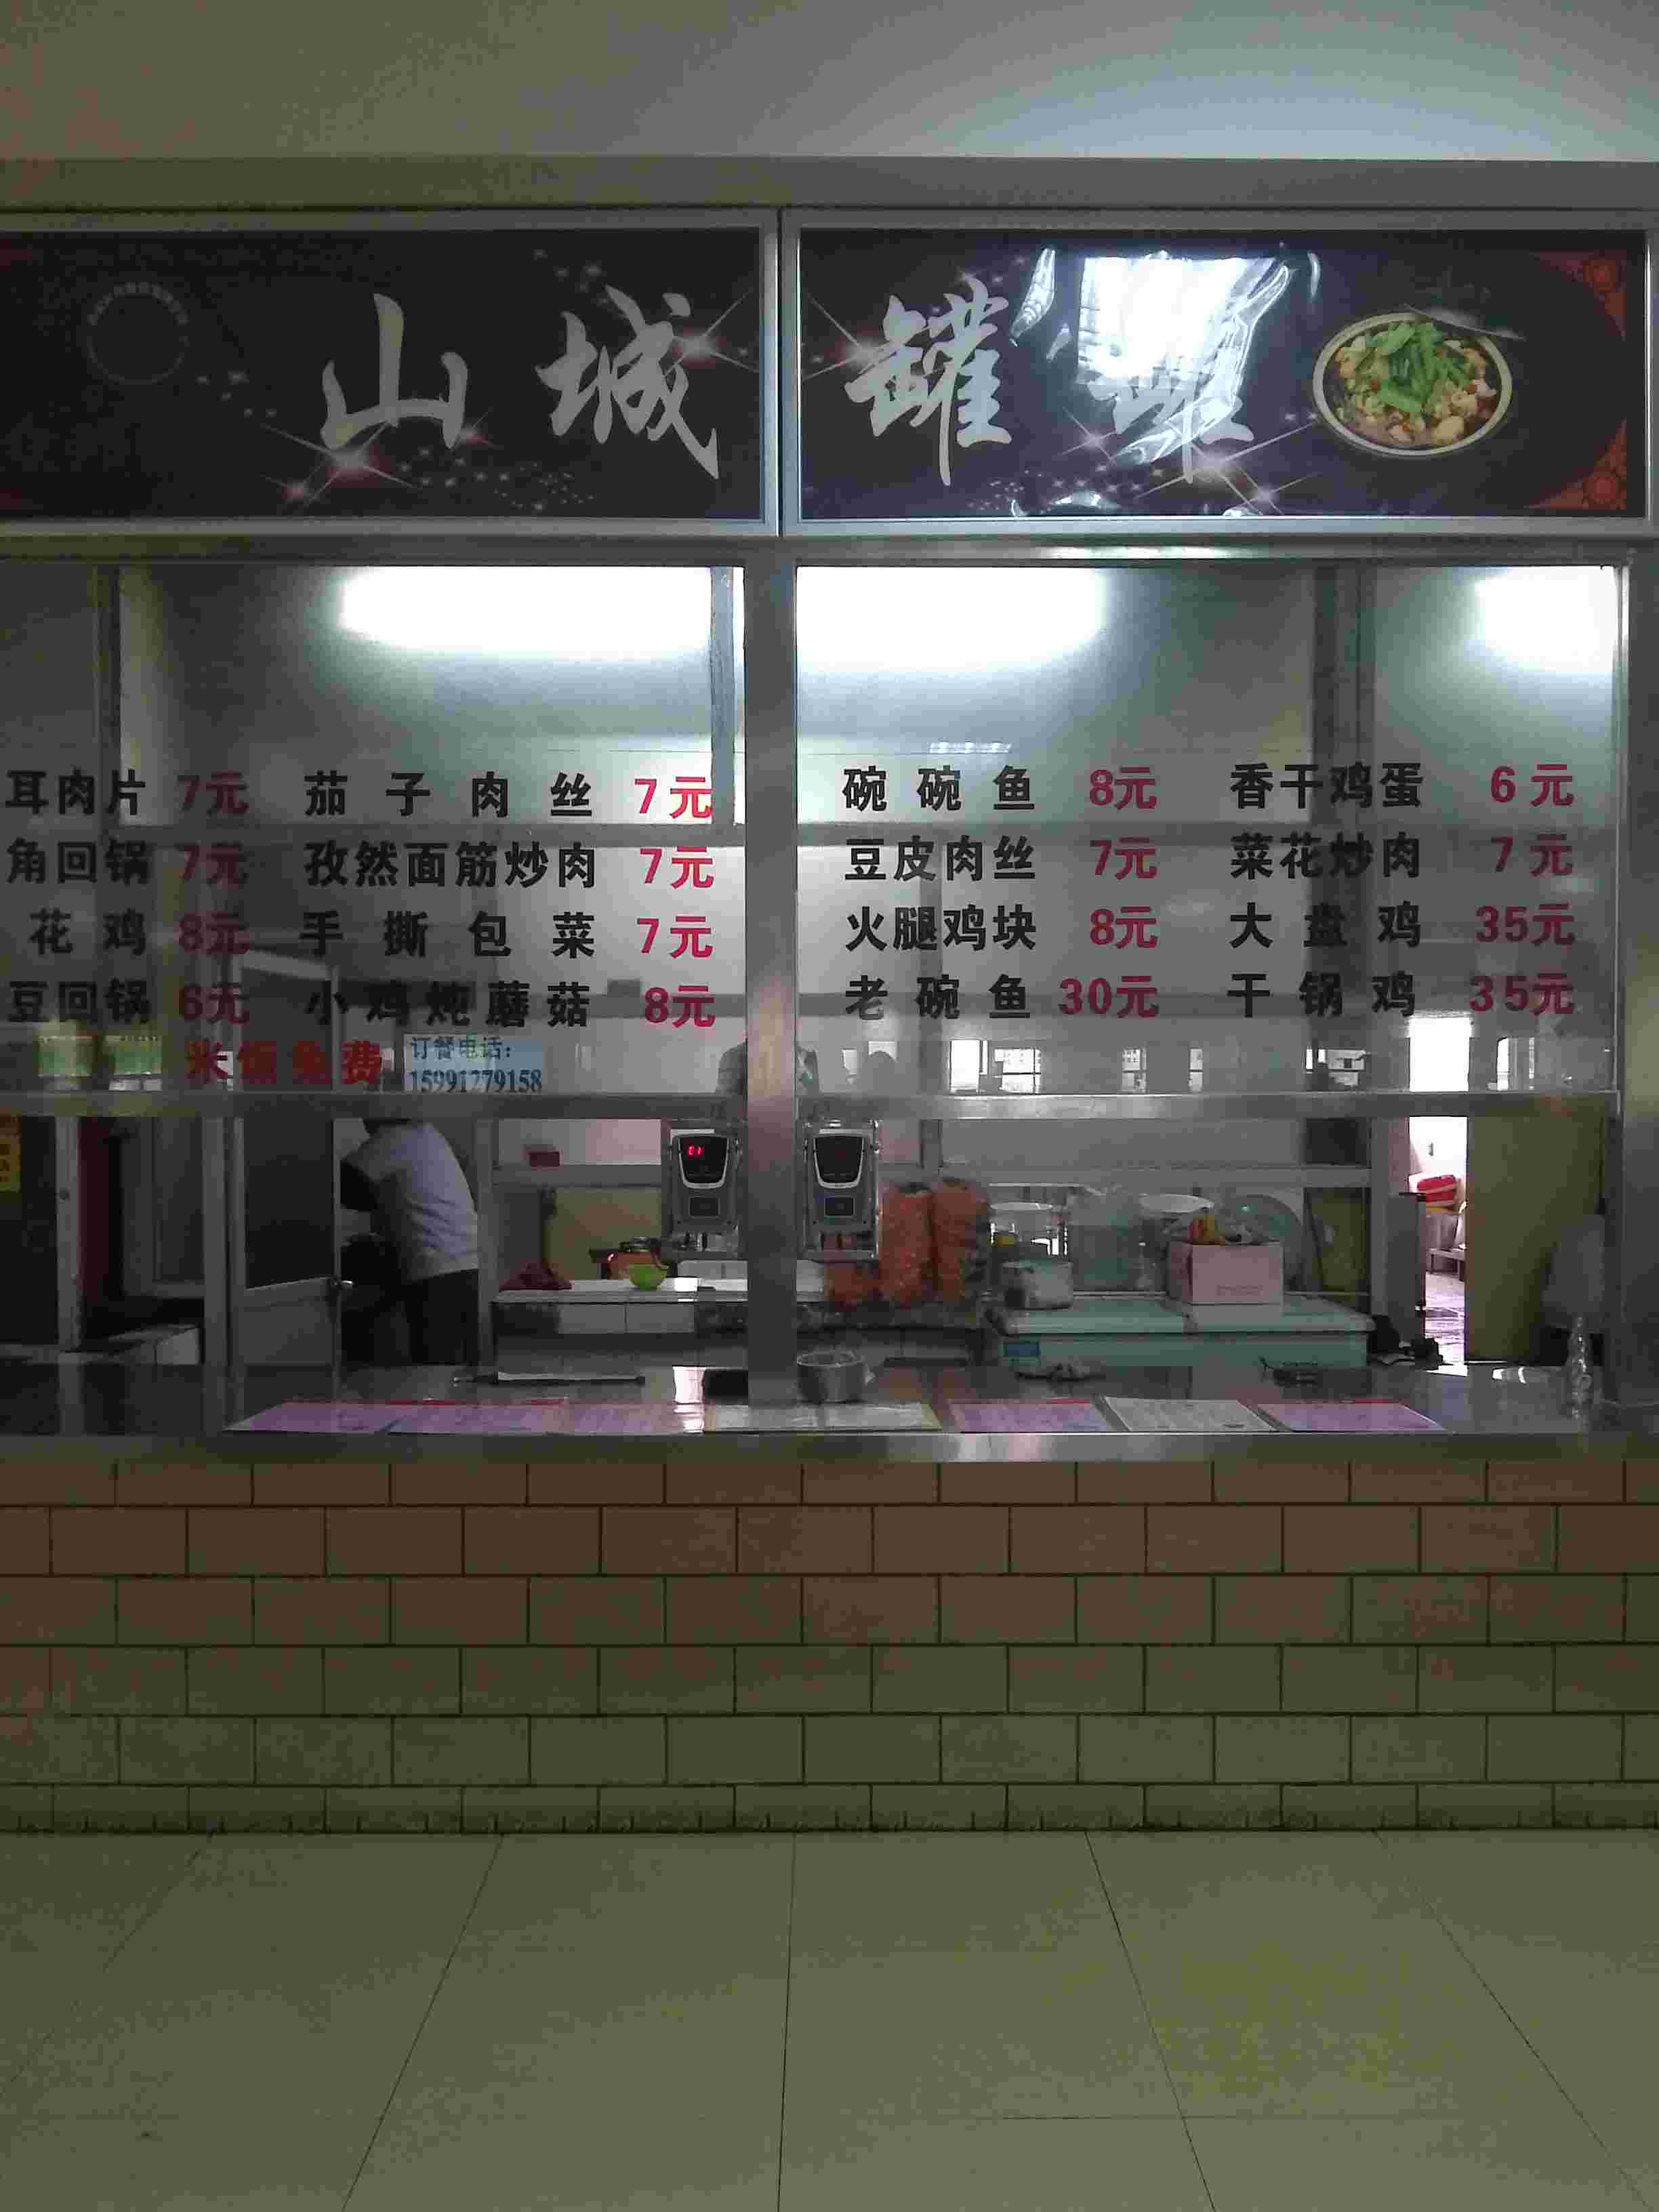 山城罐罐
耳肉片 7元 茄子肉丝 7元 碗碗鱼 8元 香干鸡蛋 6元
角回锅 7元 孜然面筋炒肉 7元 豆皮肉丝 7元 菜花炒肉 7元
花鸡 8元 手撕包菜 7元 火腿鸡块 8元 大盘鸡 35元
豆回锅 6元 小鸡炖蘑菇 8元 老碗鱼 30元 干锅鸡 35元
米饭免费 订餐电话：
15991779158